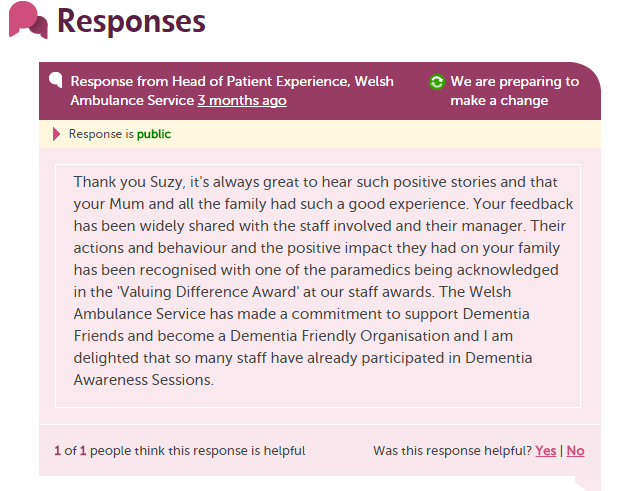 Responses
Response from Head of Patient Experience, Welsh
Ambulance Service 3 months ago
We are preparing to
make a change
Response is public
Thank you Suzy, it's always great to hear such positive stories and that
your Mum and all the family had such a good experience. Your feedback
has been widely shared with the staff involved and their manager. Their
actions and behaviour and the positive impact they had on your family
has been recognised with one of the paramedics being acknowledged
in the 'Valuing Difference Award' at our staff awards. The Welsh
Ambulance Service has made a commitment to support Dementia
Friends and become a Dementia Friendly Organisation and I am
delighted that so many staff have already participated in Dementia
Awareness Sessions.
1 of 1 people think this response is helpful
Was this response helpful? Yes | No